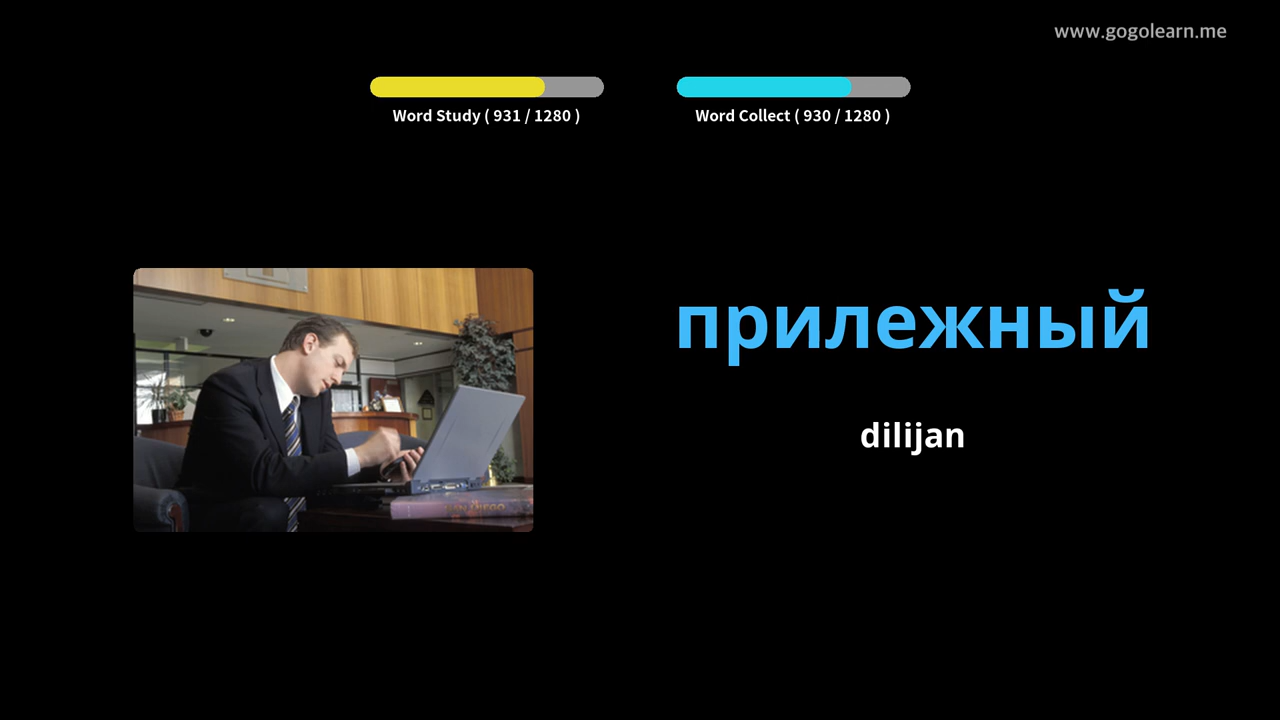 www.gogolearn.me
Word Study ( 931 / 1280 )
Word Collect ( 930 / 1280 )
прилежный
dilijan